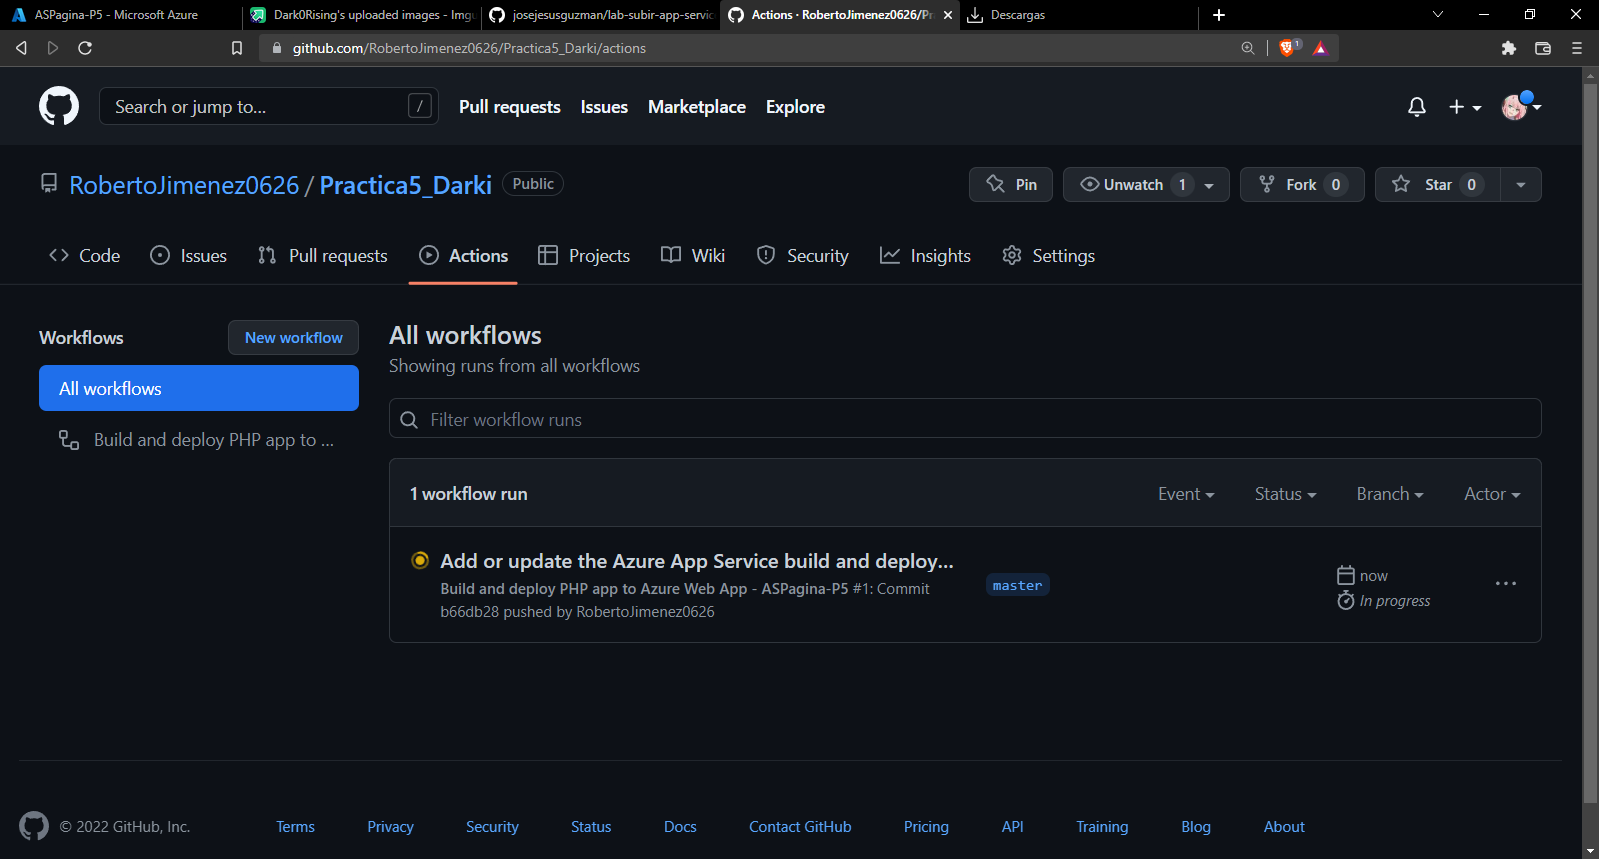 ASPagina-P5 - Microsoft Azure
Dark0Rising's uploaded images - Imgu
josejesusguzman/lab-subir-app-servic
Actions · RobertoJimenez0626/Pra
Descargas
github.com/RobertoJimenez0626/Practica5_Darki/actions
1
Search or jump to...
/
Pull requests
Issues
Marketplace
Explore
RobertoJimenez0626 / Practica5_Darki
Public
Pin
Unwatch 1
Fork 0
Star 0
Code
Issues
Pull requests
Actions
Projects
Wiki
Security
Insights
Settings
Workflows
New workflow
All workflows
Build and deploy PHP app to ...
All workflows
Showing runs from all workflows
Filter workflow runs
1 workflow run
Event
Status
Branch
Actor
Add or update the Azure App Service build and deploy...
Build and deploy PHP app to Azure Web App - ASPagina-P5 #1: Commit
b66db28 pushed by RobertoJimenez0626
master
now
In progress
© 2022 GitHub, Inc.
Terms
Privacy
Security
Status
Docs
Contact GitHub
Pricing
API
Training
Blog
About